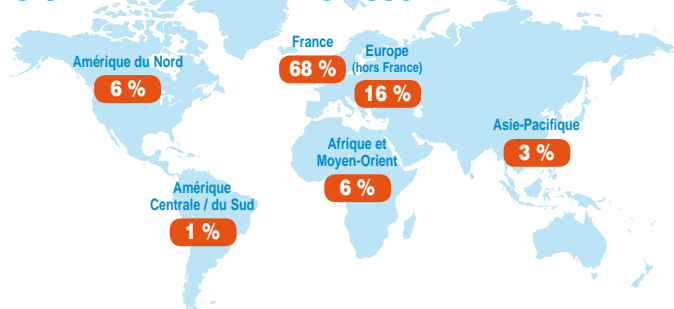 France
68 %
Europe
(hors France)
16 %
Amérique du Nord
6 %
Asie-Pacifique
3 %
Afrique et
Moyen-Orient
6 %
Amérique
Centrale / du Sud
1 %